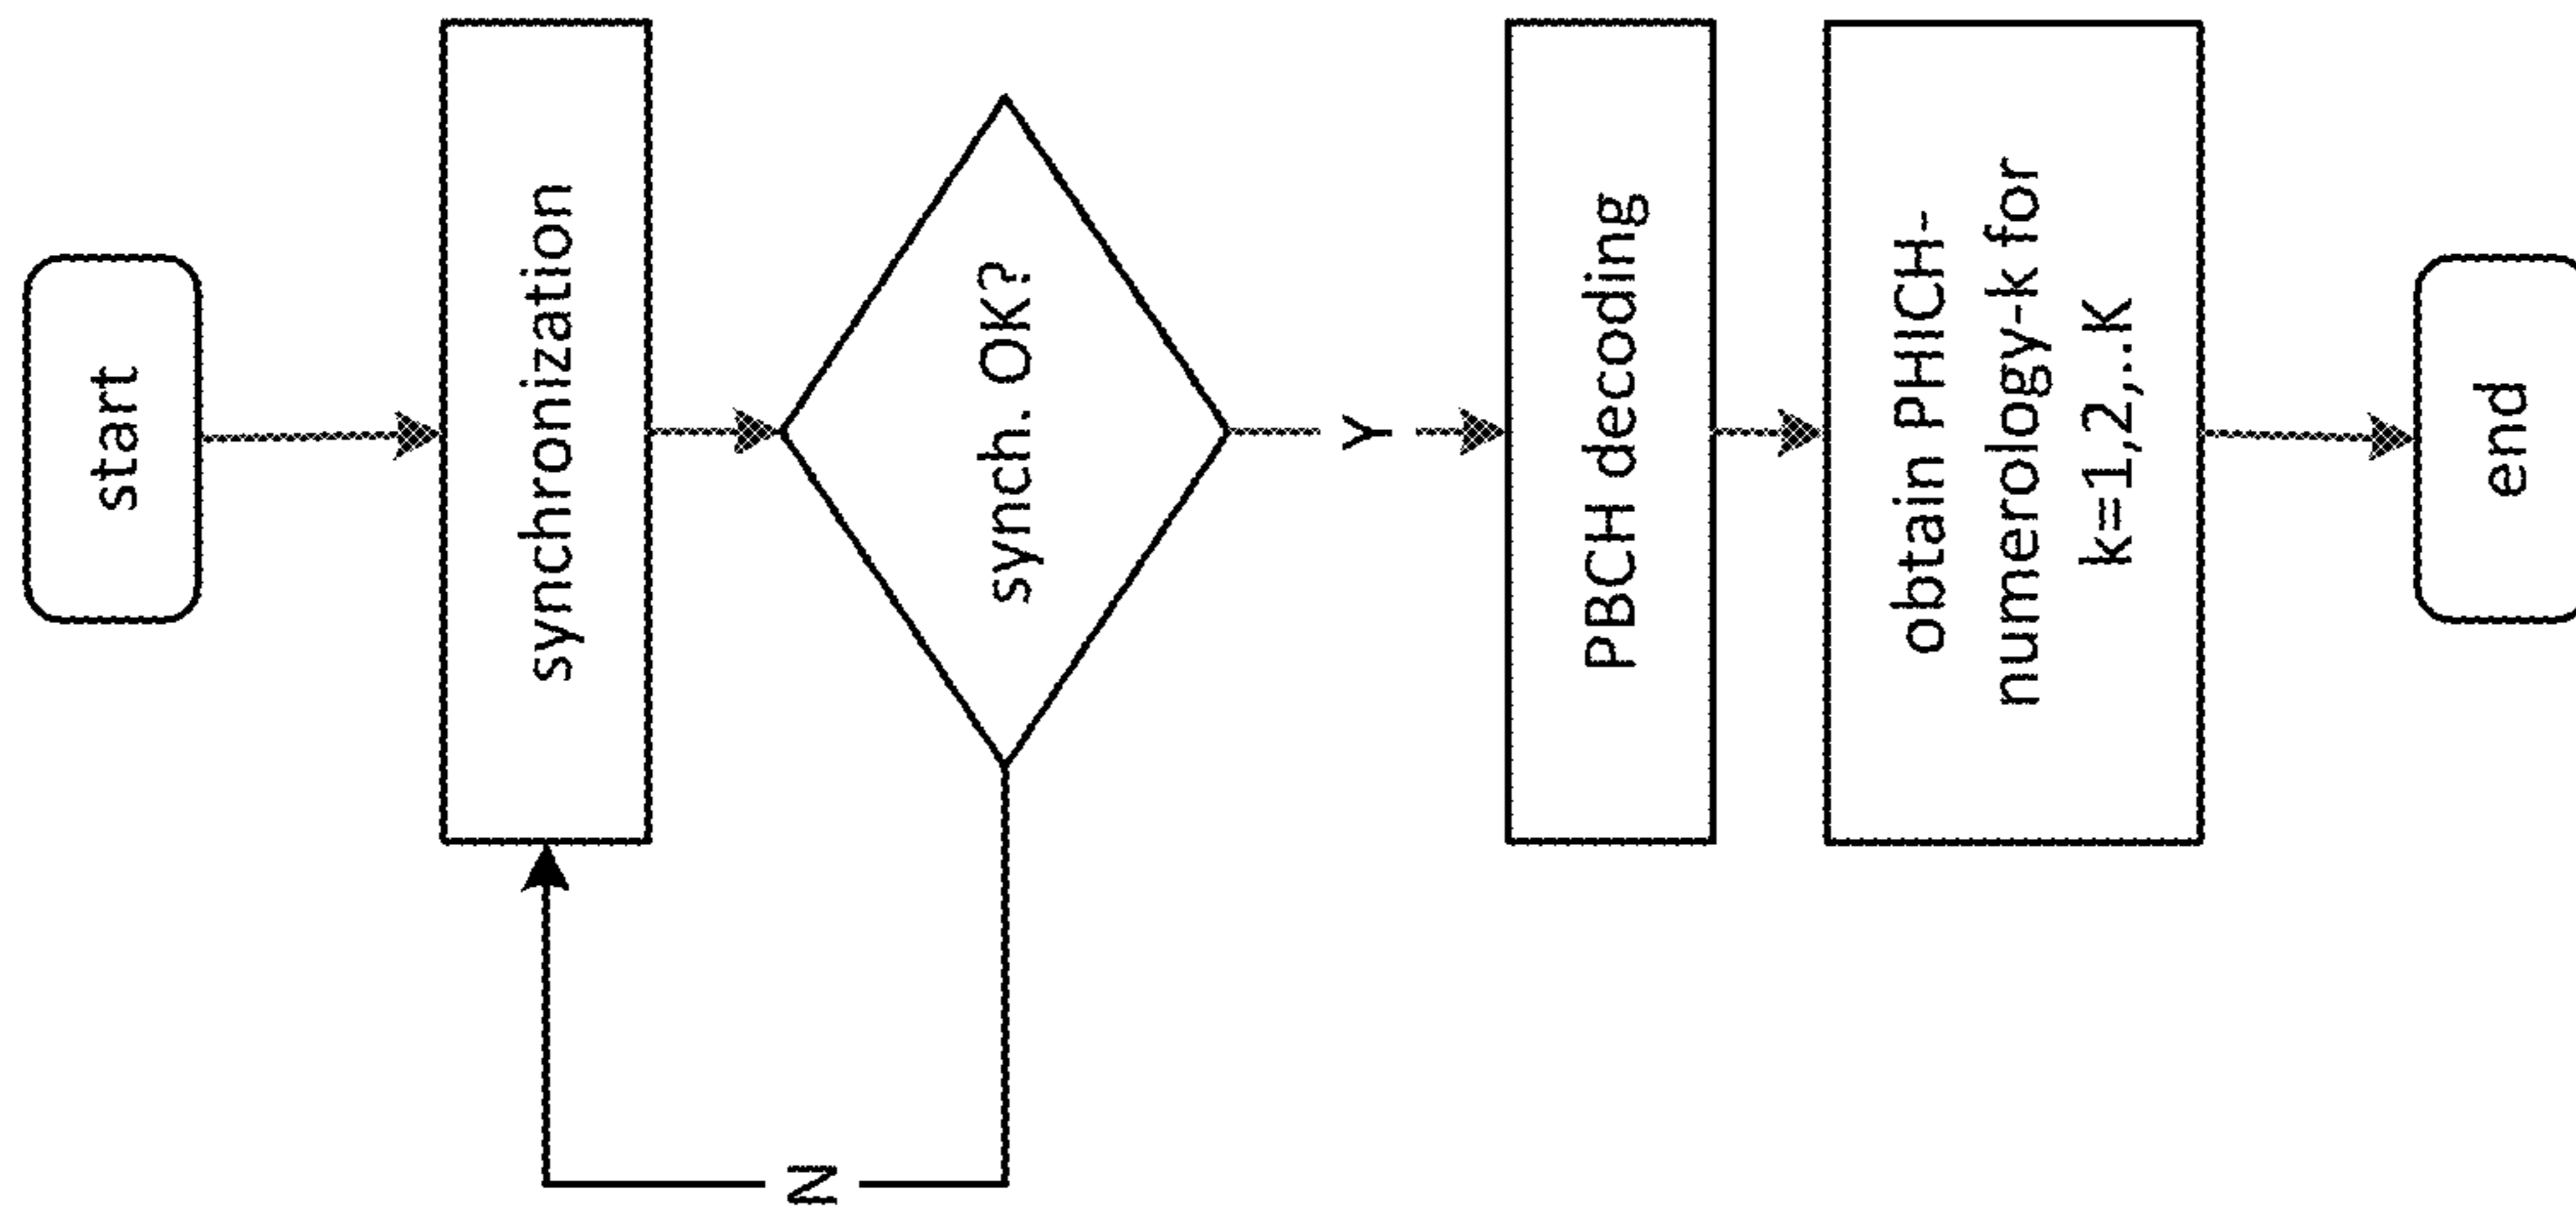 start
synchronization
synch. OK?
N
Y
PBCH decoding
obtain PHICH-
numerology-k for
k=1,2,..K
end